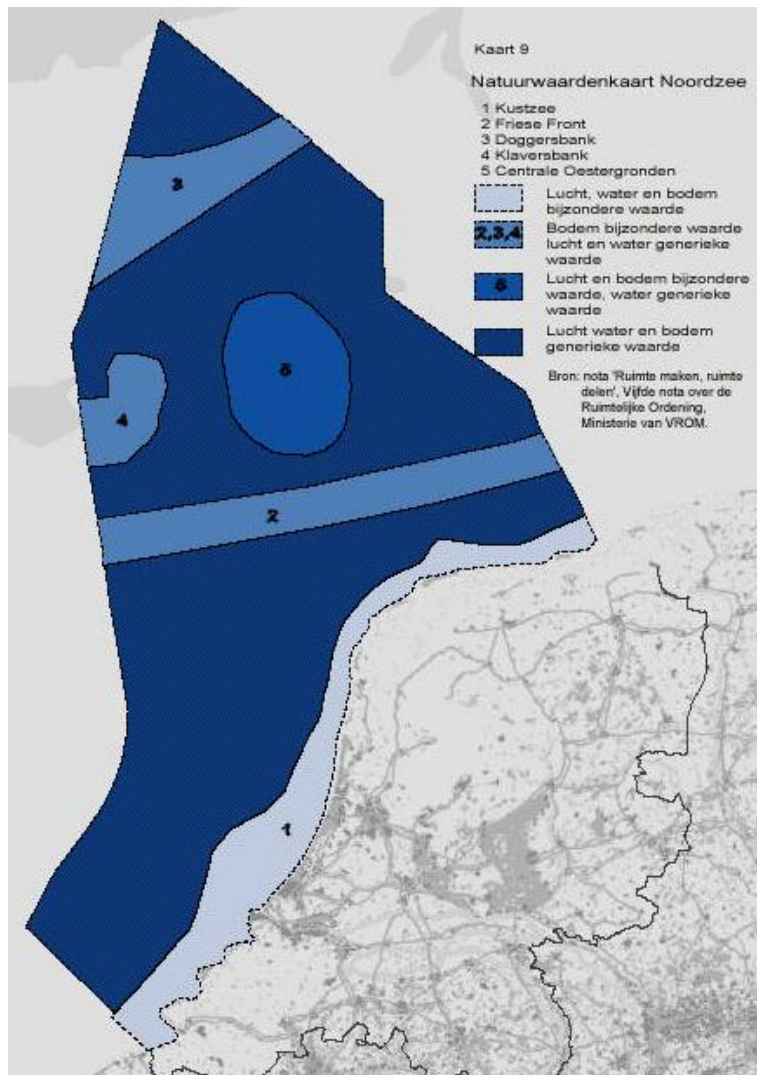 Kaart 9
Natuurwaardenkaart Noordzee
1 Kustzee
2 Friese Front
3 Doggersbank
4 Klaversbank
5 Centrale Oestergronden
Lucht, water en bodem
bijzondere waarde
2,3,4
Bodem bijzondere waarde
lucht en water generieke
waarde
5
Lucht en bodem bijzondere
waarde, water generieke
waarde
Lucht water en bodem
generieke waarde
Bron: nota 'Ruimte maken, ruimte
delen', Vijfde nota over de
Ruimtelijke Ordening,
Ministerie van VROM.
3
5
4
2
1